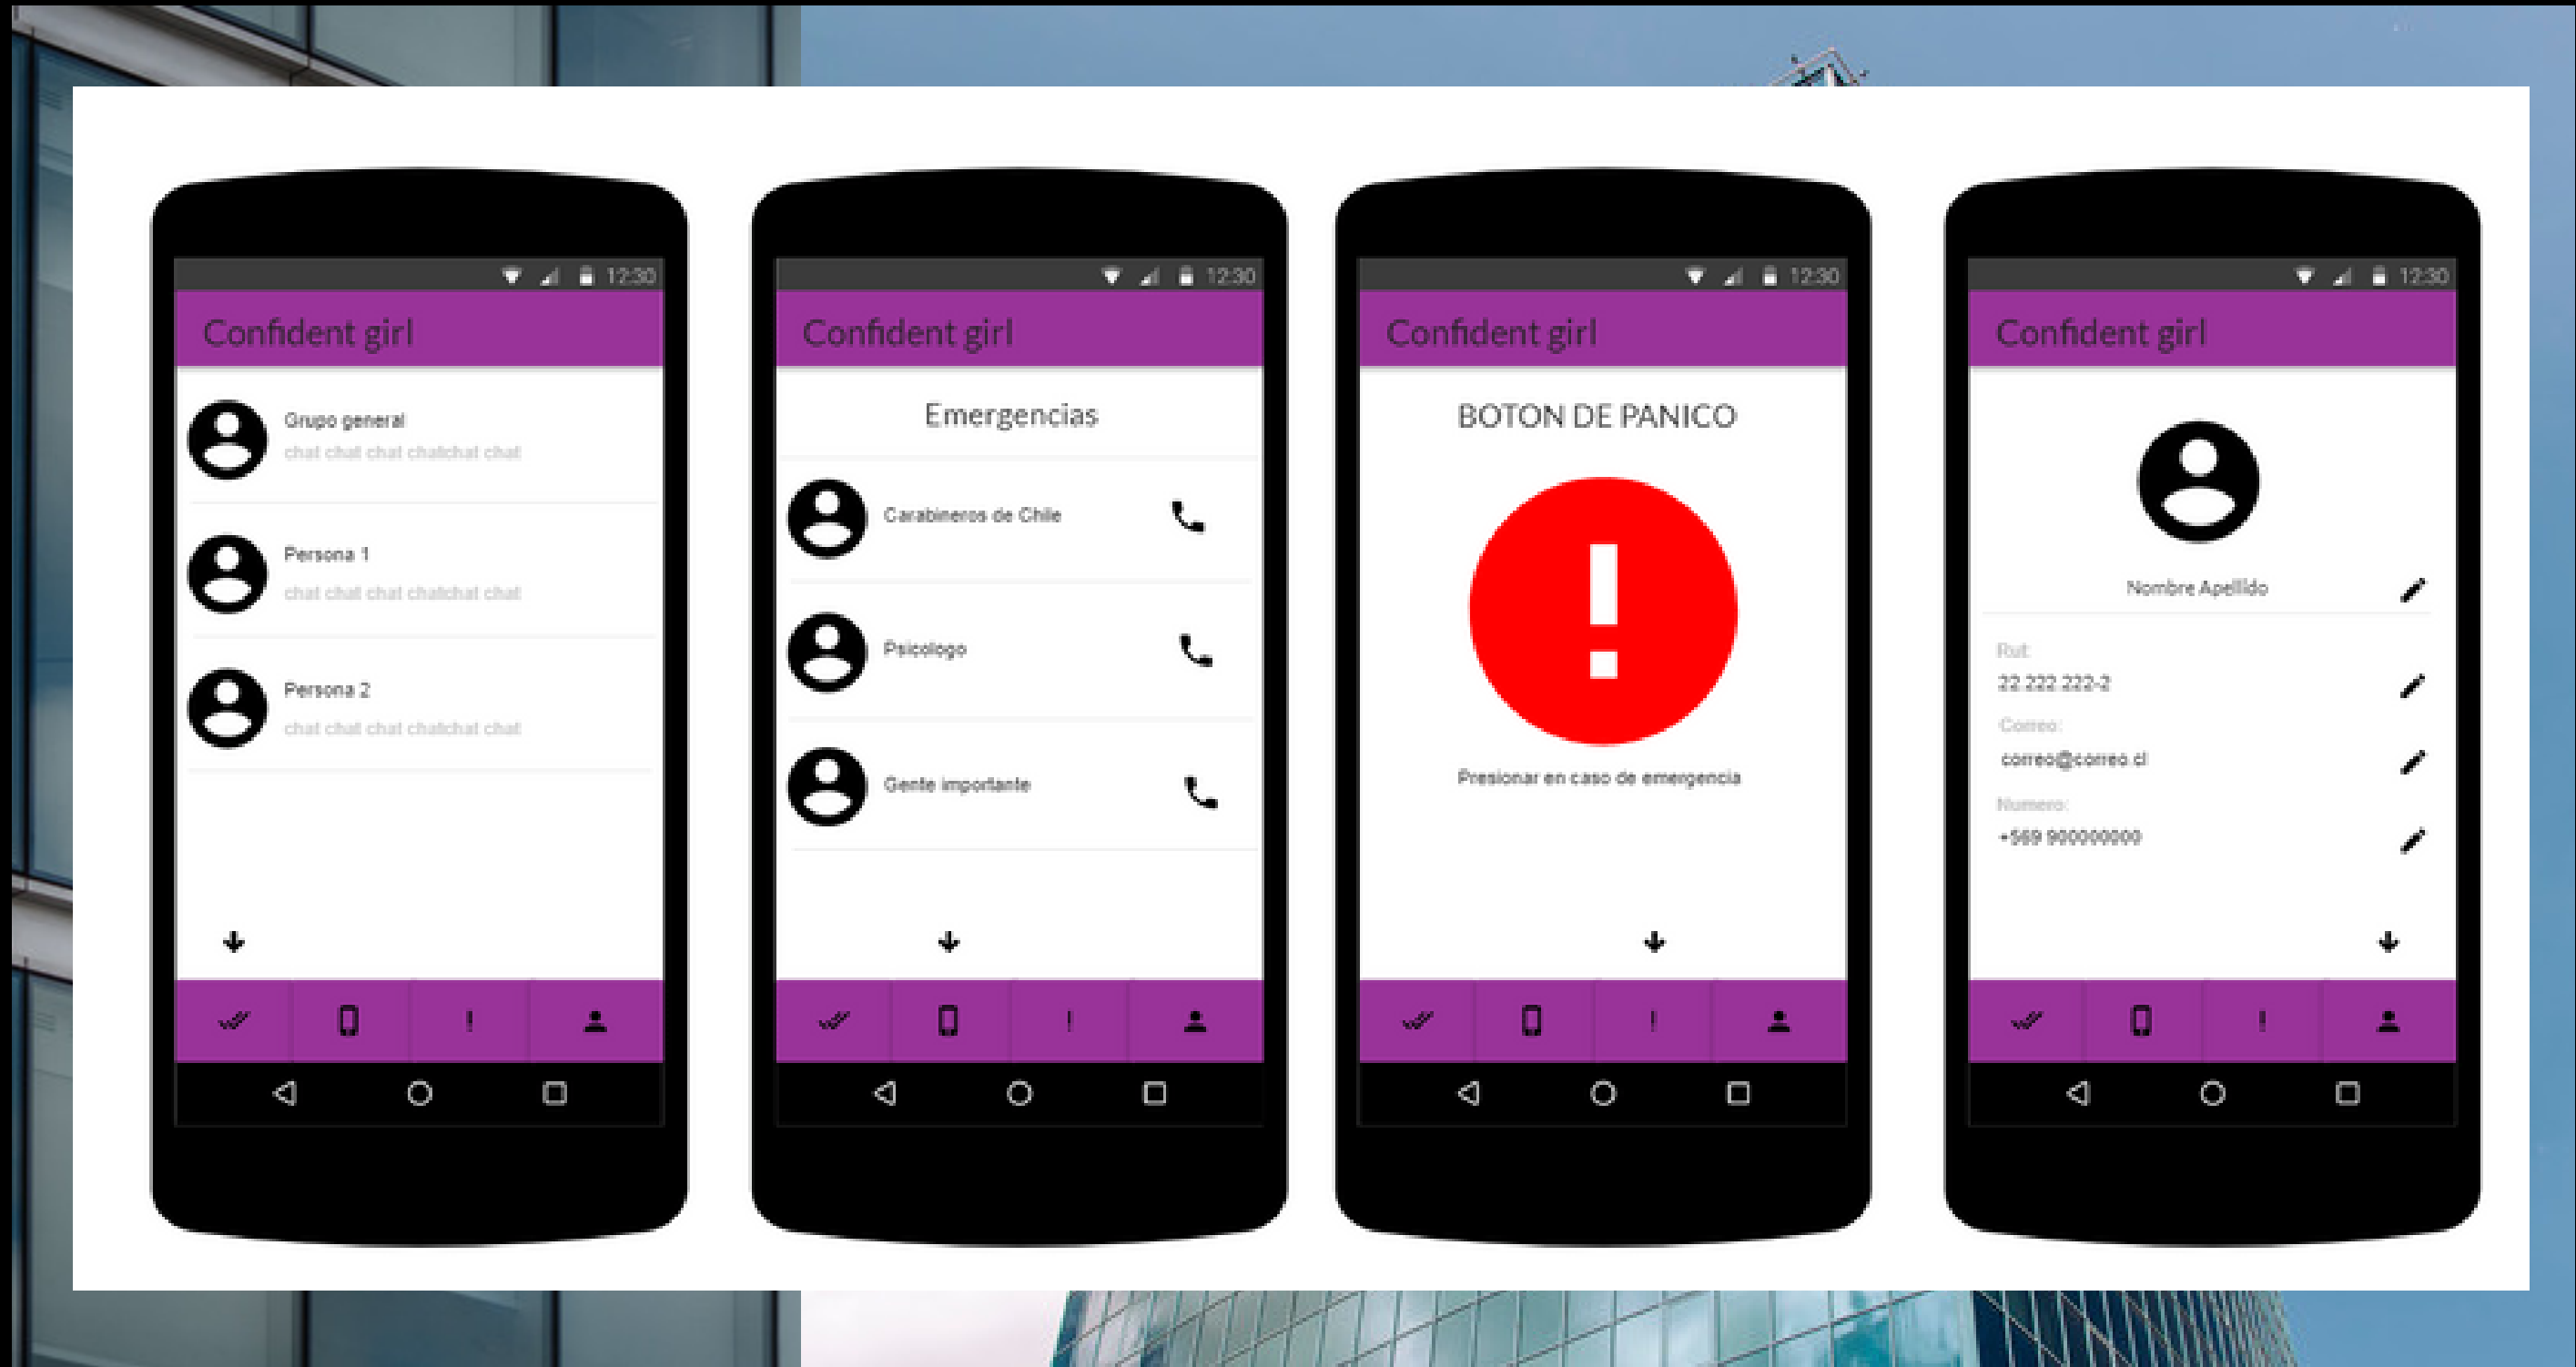 12:30
Confident girl
Grupo general
chat chat chat chatchat chat
Persona 1
chat chat chat chatchat chat
Persona 2
chat chat chat chatchat chat
12:30
Confident girl
Emergencias
Carabineros de Chile
Psicologo
Gente importante
12:30
Confident girl
BOTON DE PANICO
!
Presionar en caso de emergencia
12:30
Confident girl
Nombre Apellido
Rut:
22 222 222-2
Correo:
correo@correo.cl
Numero:
+569 900000000